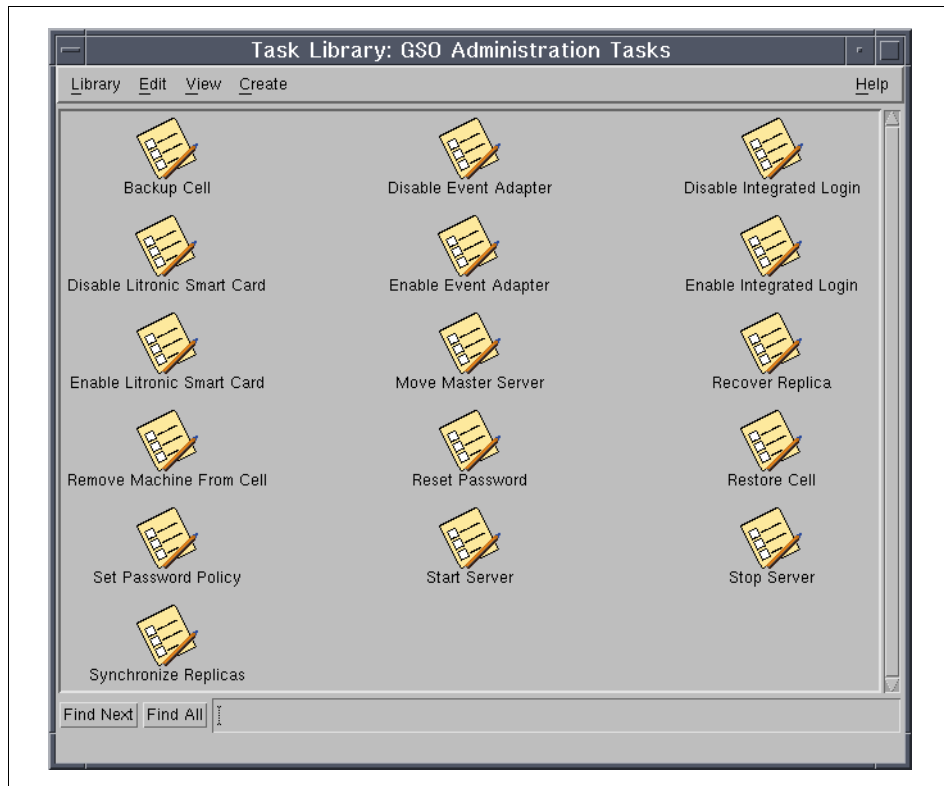 Task Library: GSO Administration Tasks
Library Edit View Create Help
Backup Cell Disable Event Adapter Disable Integrated Login
Disable Litronic Smart Card Enable Event Adapter Enable Integrated Login
Enable Litronic Smart Card Move Master Server Recover Replica
Remove Machine From Cell Reset Password Restore Cell
Set Password Policy Start Server Stop Server
Synchronize Replicas
Find Next Find All